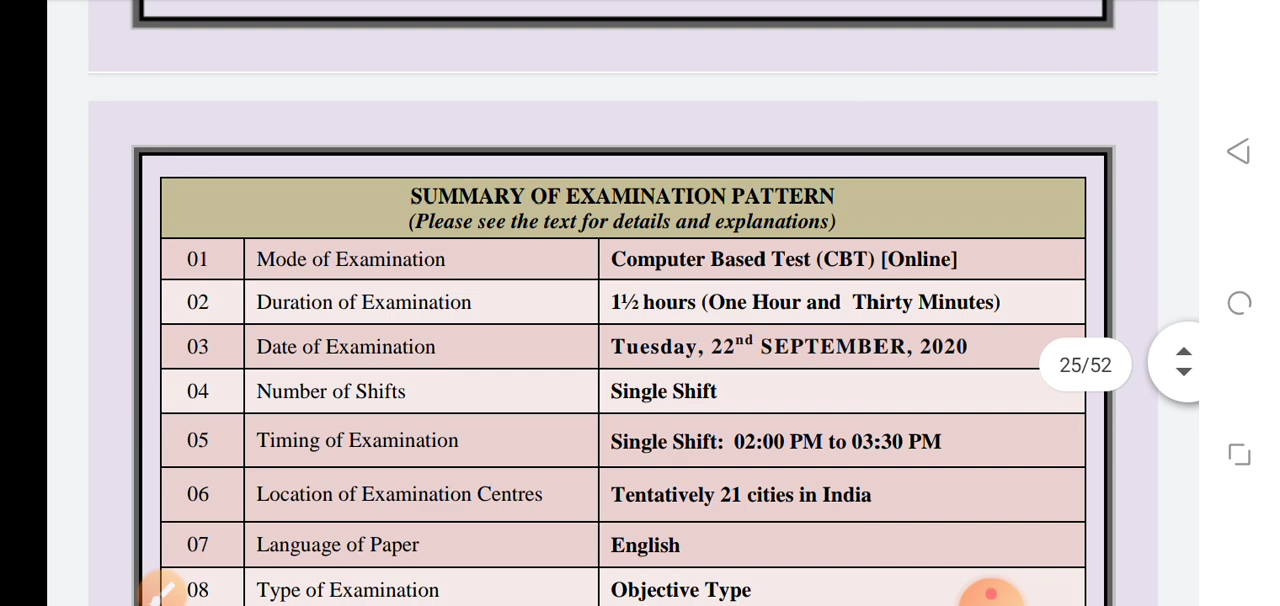 SUMMARY OF EXAMINATION PATTERN
(Please see the text for details and explanations)
01 Mode of Examination Computer Based Test (CBT) [Online]
02 Duration of Examination 1½ hours (One Hour and Thirty Minutes)
03 Date of Examination Tuesday, 22nd SEPTEMBER, 2020
25/52
04 Number of Shifts Single Shift
05 Timing of Examination Single Shift: 02:00 PM to 03:30 PM
06 Location of Examination Centres Tentatively 21 cities in India
07 Language of Paper English
08 Type of Examination Objective Type